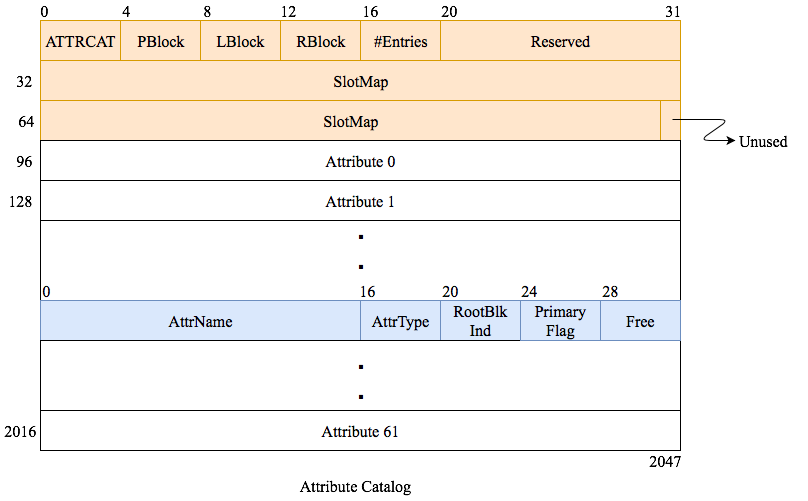 0 4 8 12 16 20 31
ATTRCAT PBlock LBlock RBlock #Entries Reserved
32 SlotMap
64 SlotMap
Unused
96 Attribute 0
128 Attribute 1
0 16 20 24 28
AttrName AttrType RootBlk Ind Primary Flag Free
2016 Attribute 61
2047
Attribute Catalog